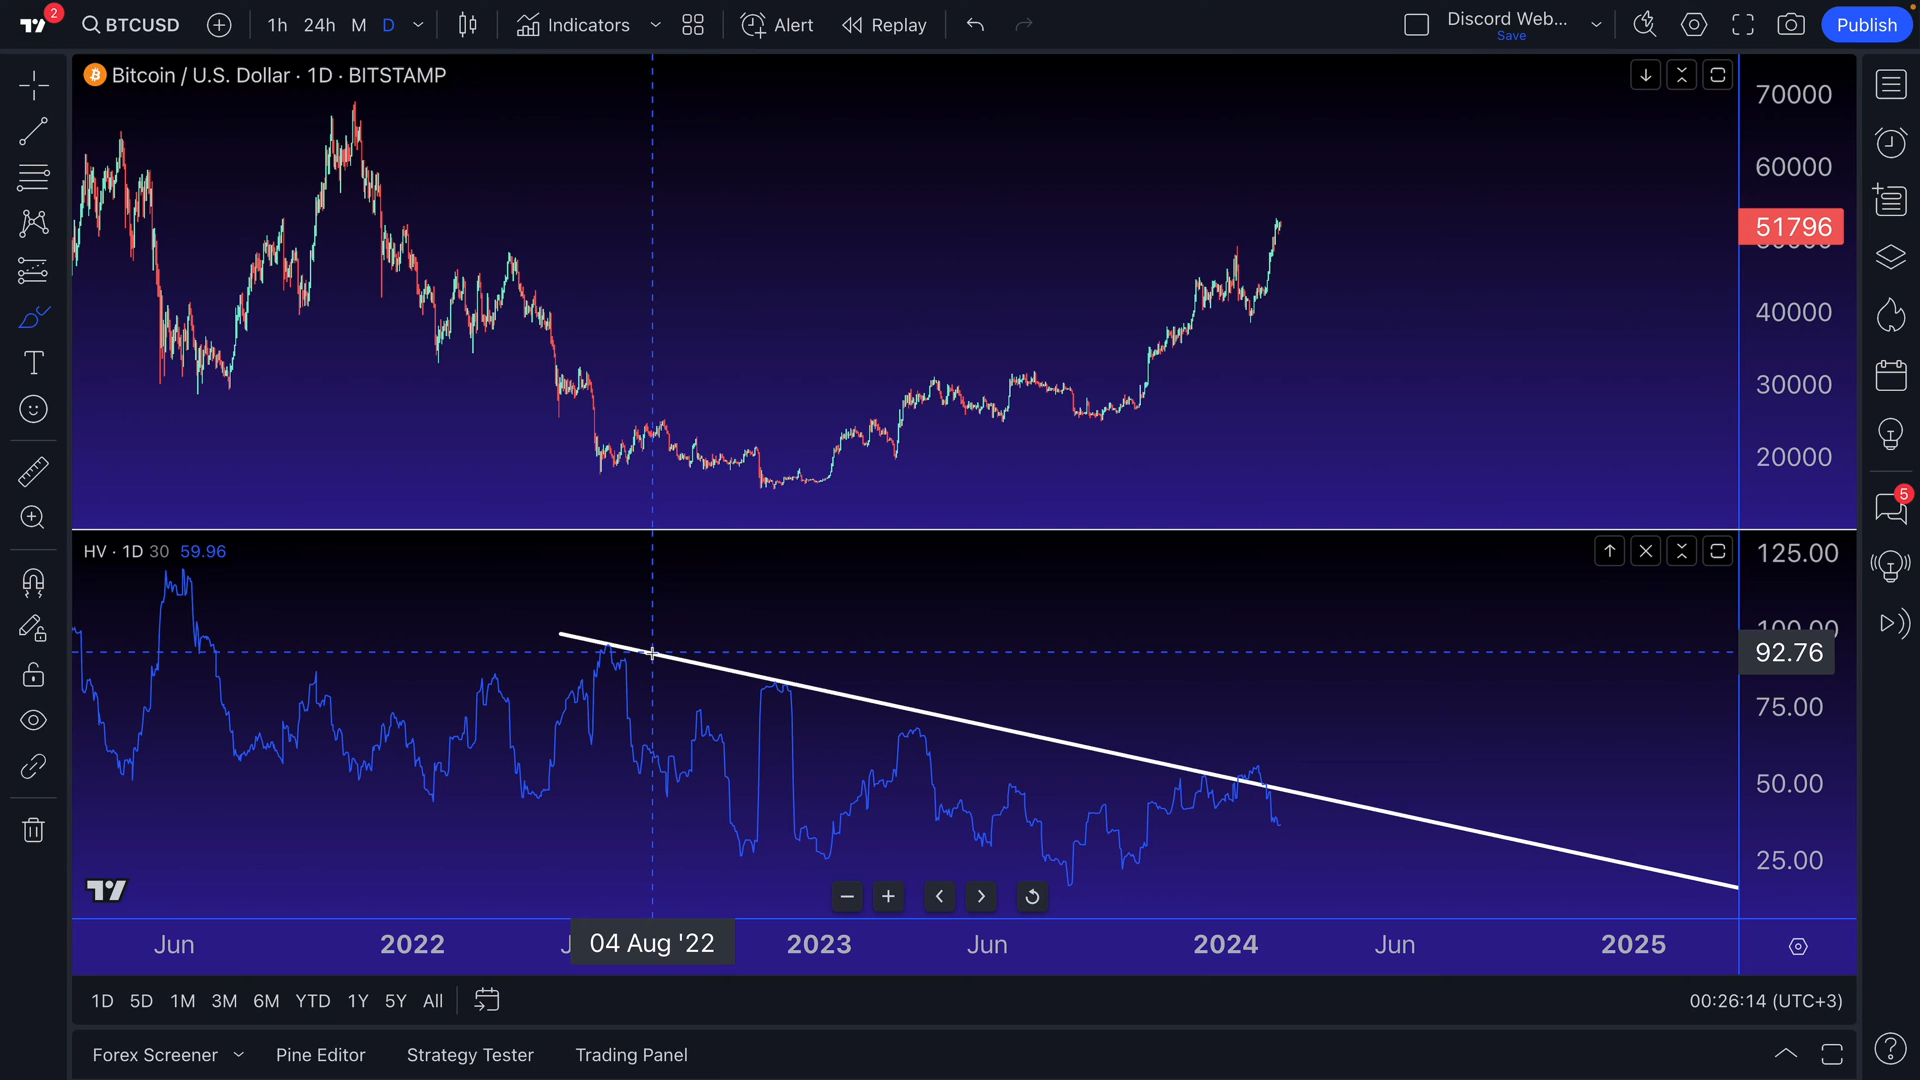 2
BTCUSD
1h 24h M D
Indicators
Alert
Replay
Discord Web...
Save
Publish
Bitcoin / U.S. Dollar · 1D · BITSTAMP
70000
60000
51796
40000
30000
20000
5
HV · 1D 30 59.96
125.00
92.76
75.00
50.00
25.00
Jun 2022 04 Aug '22 2023 Jun 2024 Jun 2025
1D 5D 1M 3M 6M YTD 1Y 5Y All
00:26:14 (UTC+3)
Forex Screener Pine Editor Strategy Tester Trading Panel